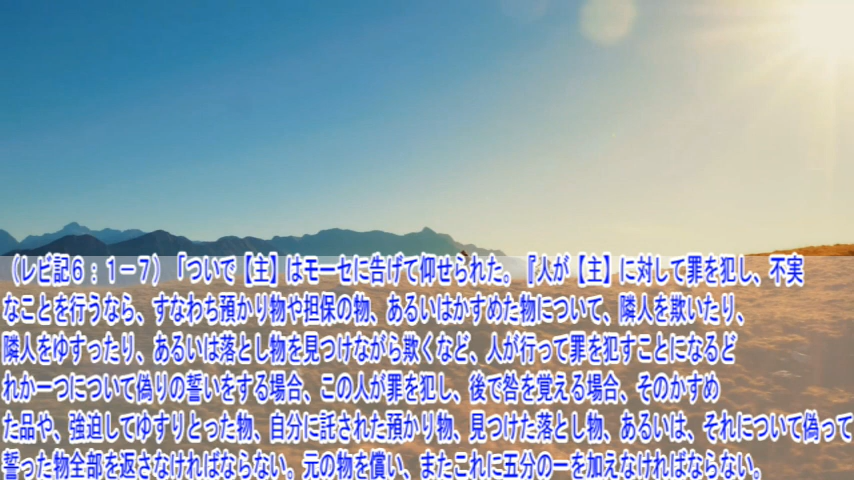 （レビ記６：１－７）「ついで【主】はモーセに告げて仰せられた。『人が【主】に対して罪を犯し、不実
なことを行うなら、すなわち預かり物や担保の物、あるいはかすめた物について、隣人を欺いたり、
隣人をゆすったり、あるいは落とし物を見つけながら欺くなど、人が行って罪を犯すことになるど
れか一つについて偽りの誓いをする場合、この人が罪を犯し、後で咎を覚える場合、そのかすめ
た品や、強迫してゆすりとった物、自分に託された預かり物、見つけた落とし物、あるいは、それについて偽って
誓った物全部を返さなければならない。元の物を償い、またこれに五分の一を加えなければならない。